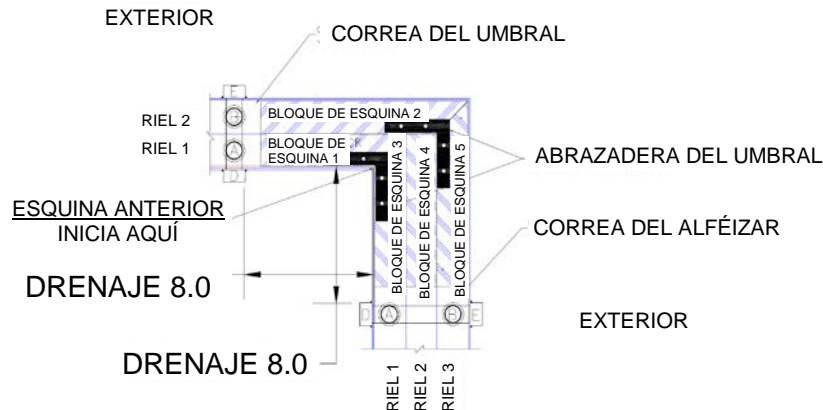 EXTERIOR
CORREA DEL UMBRAL
E
RIEL 2
BLOQUE DE ESQUINA 2
RIEL 1
A
BLOQUE DE
ESQUINA 1
D
ABRAZADERA DEL UMBRAL
BLOQUE DE ESQUINA 3
BLOQUE DE ESQUINA 4
BLOQUE DE ESQUINA 5
ESQUINA ANTERIOR
INICIA AQUÍ
CORREA DEL ALFÉIZAR
DRENAJE 8.0
D A H E
EXTERIOR
DRENAJE 8.0
RIEL 1
RIEL 2
RIEL 3